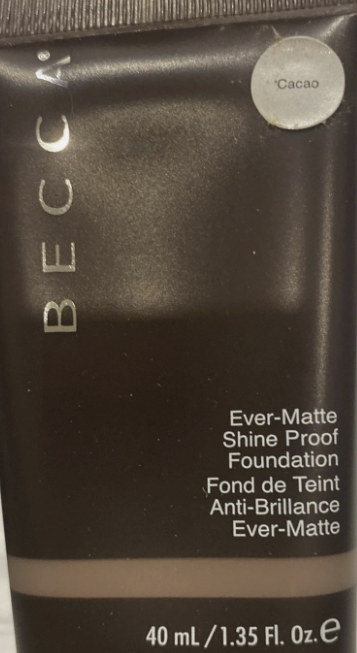 BECCA®
'Cacao
Ever-Matte
Shine Proof
Foundation
Fond de Teint
Anti-Brillance
Ever-Matte
40 mL / 1.35 Fl. Oz. e